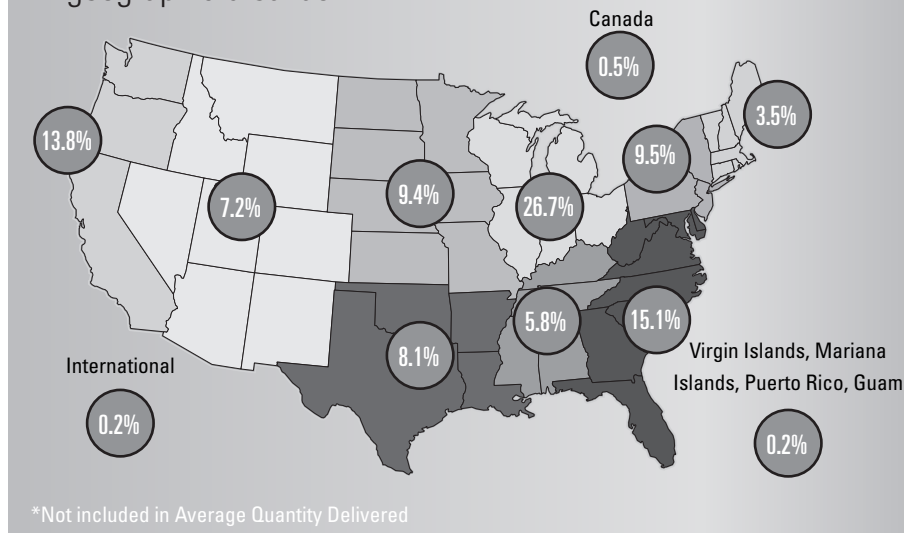 Canada
0.5%
3.5%
13.8%
9.5%
9.4%
7.2%
26.7%
5.8%
15.1%
8.1%
Virgin Islands, Mariana
Islands, Puerto Rico, Guam
International
0.2%
0.2%
*Not included in Average Quantity Delivered